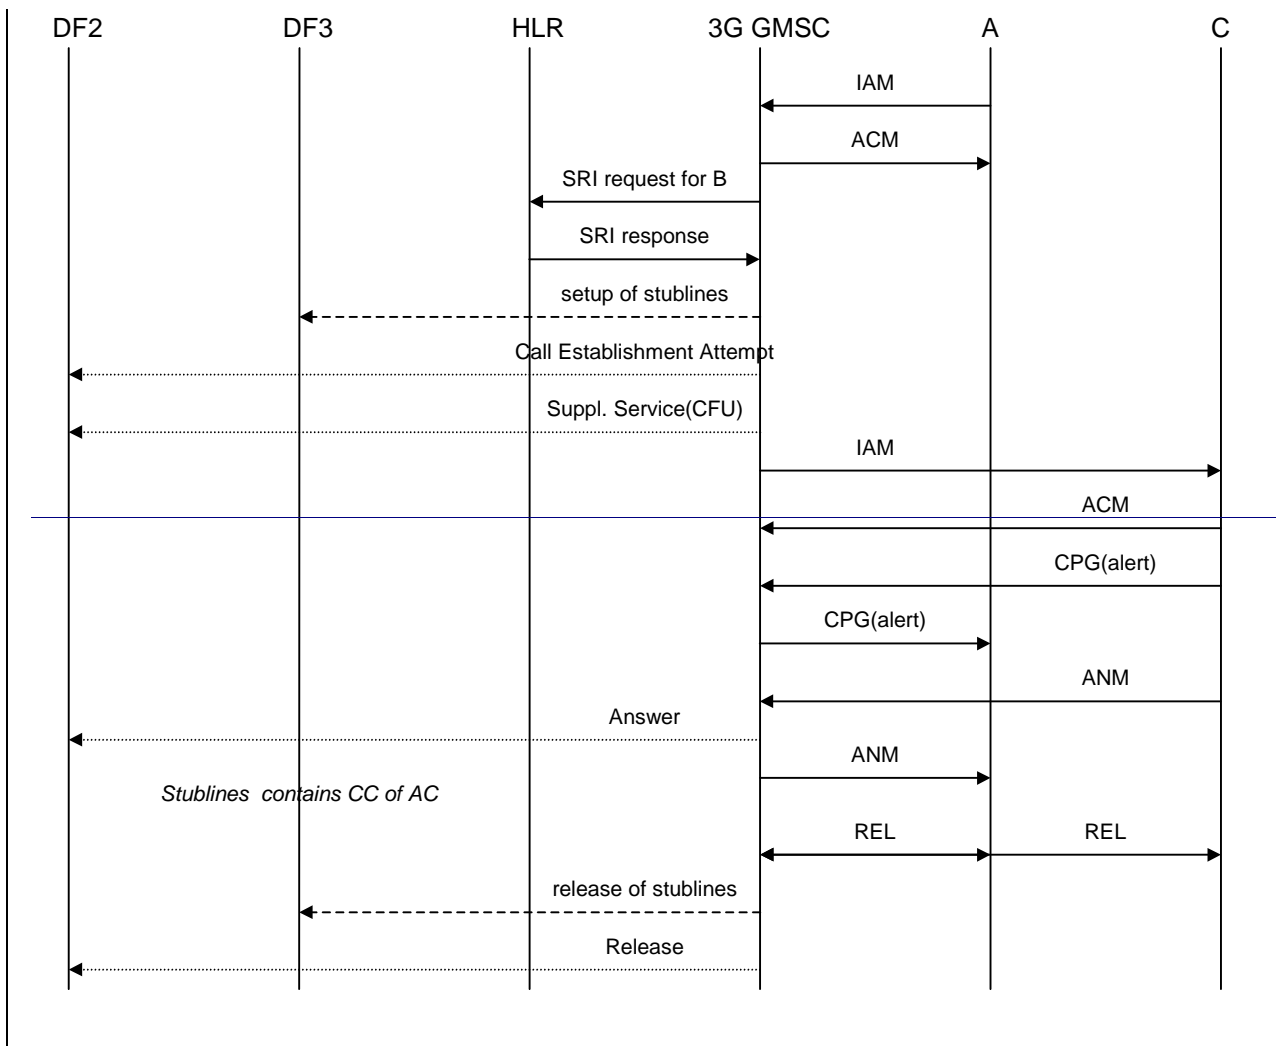 DF2 DF3 HLR 3G GMSC A C
IAM
ACM
SRI request for B
SRI response
setup of stublines
Call Establishment Attempt
Suppl. Service(CFU)
IAM
ACM
CPG(alert)
CPG(alert)
ANM
Answer
ANM
Stublines contains CC of AC
REL REL
release of stublines
Release